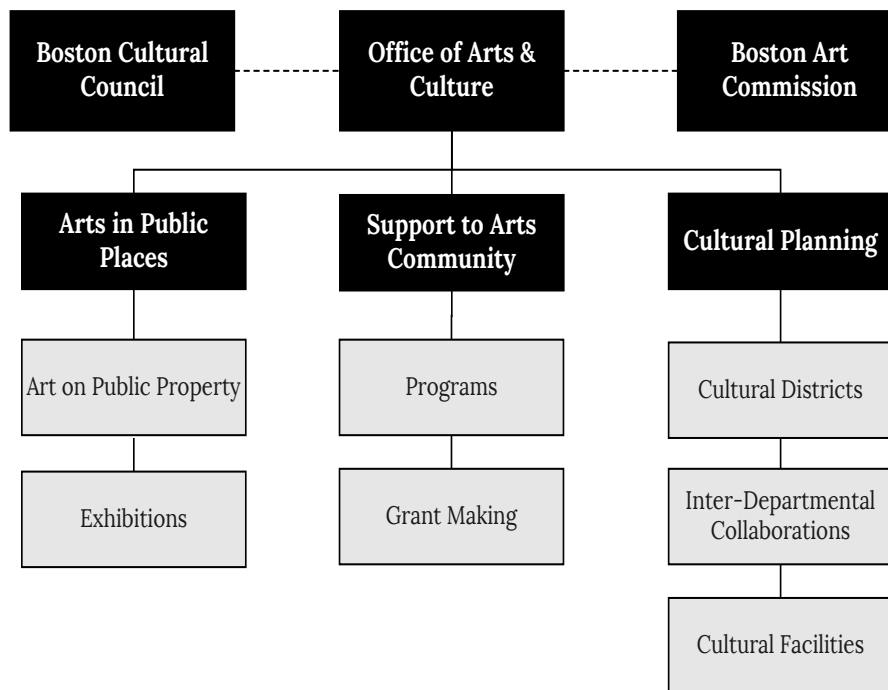 Boston Cultural
Council
Office of Arts &
Culture
Boston Art
Commission
Arts in Public
Places
Support to Arts
Community
Cultural Planning
Art on Public Property
Programs
Cultural Districts
Exhibitions
Grant Making
Inter-Departmental
Collaborations
Cultural Facilities